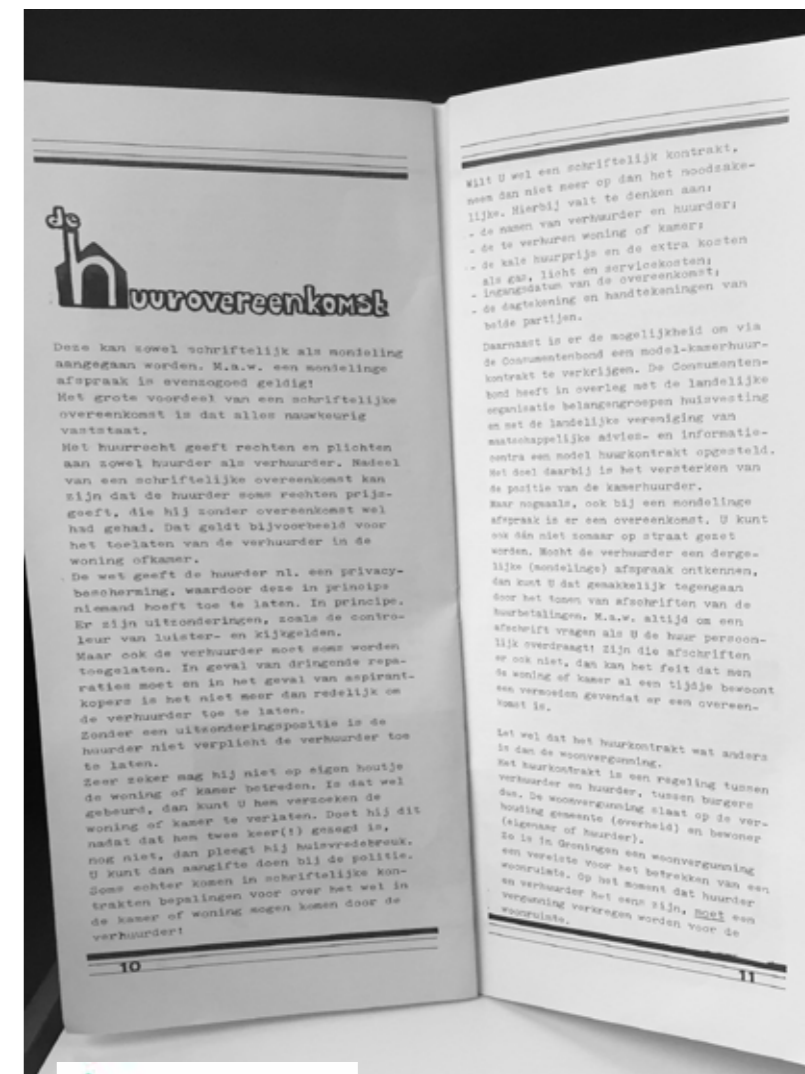 de
huurovereenkomst
Deze kan zowel schriftelijk als mondeling
aangegaan worden. M.a.w. een mondelinge
afspraak is evenzogoed geldig!
Het grote voordeel van een schriftelijke
overeenkomst is dat alles nauwkeurig
vaststaat.
Het huurrecht geeft rechten en plichten
aan zowel huurder als verhuurder. Nadeel
van een schriftelijke overeenkomst kan
zijn dat de huurder soms rechten prijs-
geeft, die hij zonder overeenkomst wel
had gehad. Dat geldt bijvoorbeeld voor
het toelaten van de verhuurder in de
woning ofkamer.
De wet geeft de huurder nl. een privacy-
bescherming, waardoor deze in principe
niemand hoeft toe te laten. In principe.
Er zijn uitzonderingen, zoals de contro-
leur van luister- en kijkgelden.
Maar ook de verhuurder moet soms worden
toegelaten. In geval van dringende repa-
raties moet en in het geval van aspirant-
kopers is het niet meer dan redelijk om
de verhuurder toe te laten.
Zonder een uitzonderingspositie is de
huurder niet verplicht de verhuurder toe
te laten.
Zeer zeker mag hij niet op eigen houtje
de woning of kamer betreden. Is dat wel
gebeurd, dan kunt U hem verzoeken de
woning of kamer te verlaten. Doet hij dit
nadat dat hem twee keer(!) gezegd is,
nog niet, dan pleegt hij huisvredebreuk.
U kunt dan aangifte doen bij de politie.
Soms echter komen in schriftelijke kon-
trakten bepalingen voor over het wel in
de kamer of woning mogen komen door de
verhuurder!
10
Wilt U wel een schriftelijk kontrakt,
neem dan niet meer op dan het noodzake-
lijke. Hierbij valt te denken aan:
- de namen van verhuurder en huurder;
- de te verhuren woning of kamer;
- de kale huurprijs en de extra kosten
als gas, licht en servicekosten;
- ingangsdatum van de overeenkomst;
- de dagtekening en handtekeningen van
beide partijen.
Daarnaast is er de mogelijkheid om via
de Consumentenbond een model-kamerhuur-
kontrakt te verkrijgen. De Consumenten-
bond heeft in overleg met de landelijke
organisatie belangengroepen huisvesting
en met de landelijke vereniging van
maatschappelijke advies- en informatie-
centra een model huurkontrakt opgesteld.
Het doel daarbij is het versterken van
de positie van de kamerhuurder.
Maar nogmaals, ook bij een mondelinge
afspraak is er een overeenkomst. U kunt
ook dán niet zomaar op straat gezet
worden. Mocht de verhuurder een derge-
lijke (mondelinge) afspraak ontkennen,
dan kunt U dat gemakkelijk tegengaan
door het tonen van afschriften van de
huurbetalingen. M.a.w. altijd om een
afschrift vragen als U de huur persoon-
lijk overdraagt! Zijn die afschriften
er ook niet, dan kan het feit dat men
de woning of kamer al een tijdje bewoont
een vermoeden gevendat er een overeen-
komst is.
Let wel dat het huurkontrakt wat anders
is dan de woonvergunning.
Het huurkontrakt is een regeling tussen
verhuurder en huurder, tussen burgers
dus. De woonvergunning slaat op de ver-
houding gemeente (overheid) en bewoner
(eigenaar of huurder).
Zo is in Groningen een woonvergunning
een vereiste voor het betrekken van een
woonruimte. Op het moment dat huurder
en verhuurder het eens zijn, moet een
vergunning verkregen worden voor de
woonruimte.
11